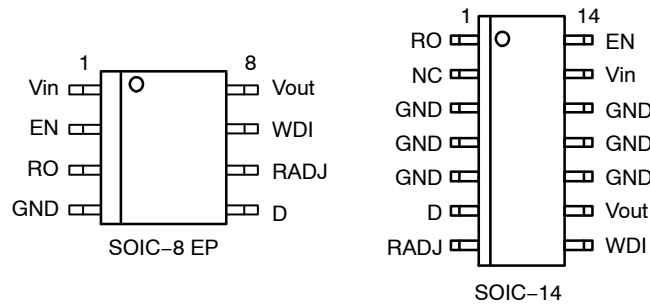 1 8
Vin Vout
EN WDI
RO RADJ
GND D
SOIC−8 EP
1 14
RO EN
NC Vin
GND GND
GND GND
GND GND
D Vout
RADJ WDI
SOIC−14